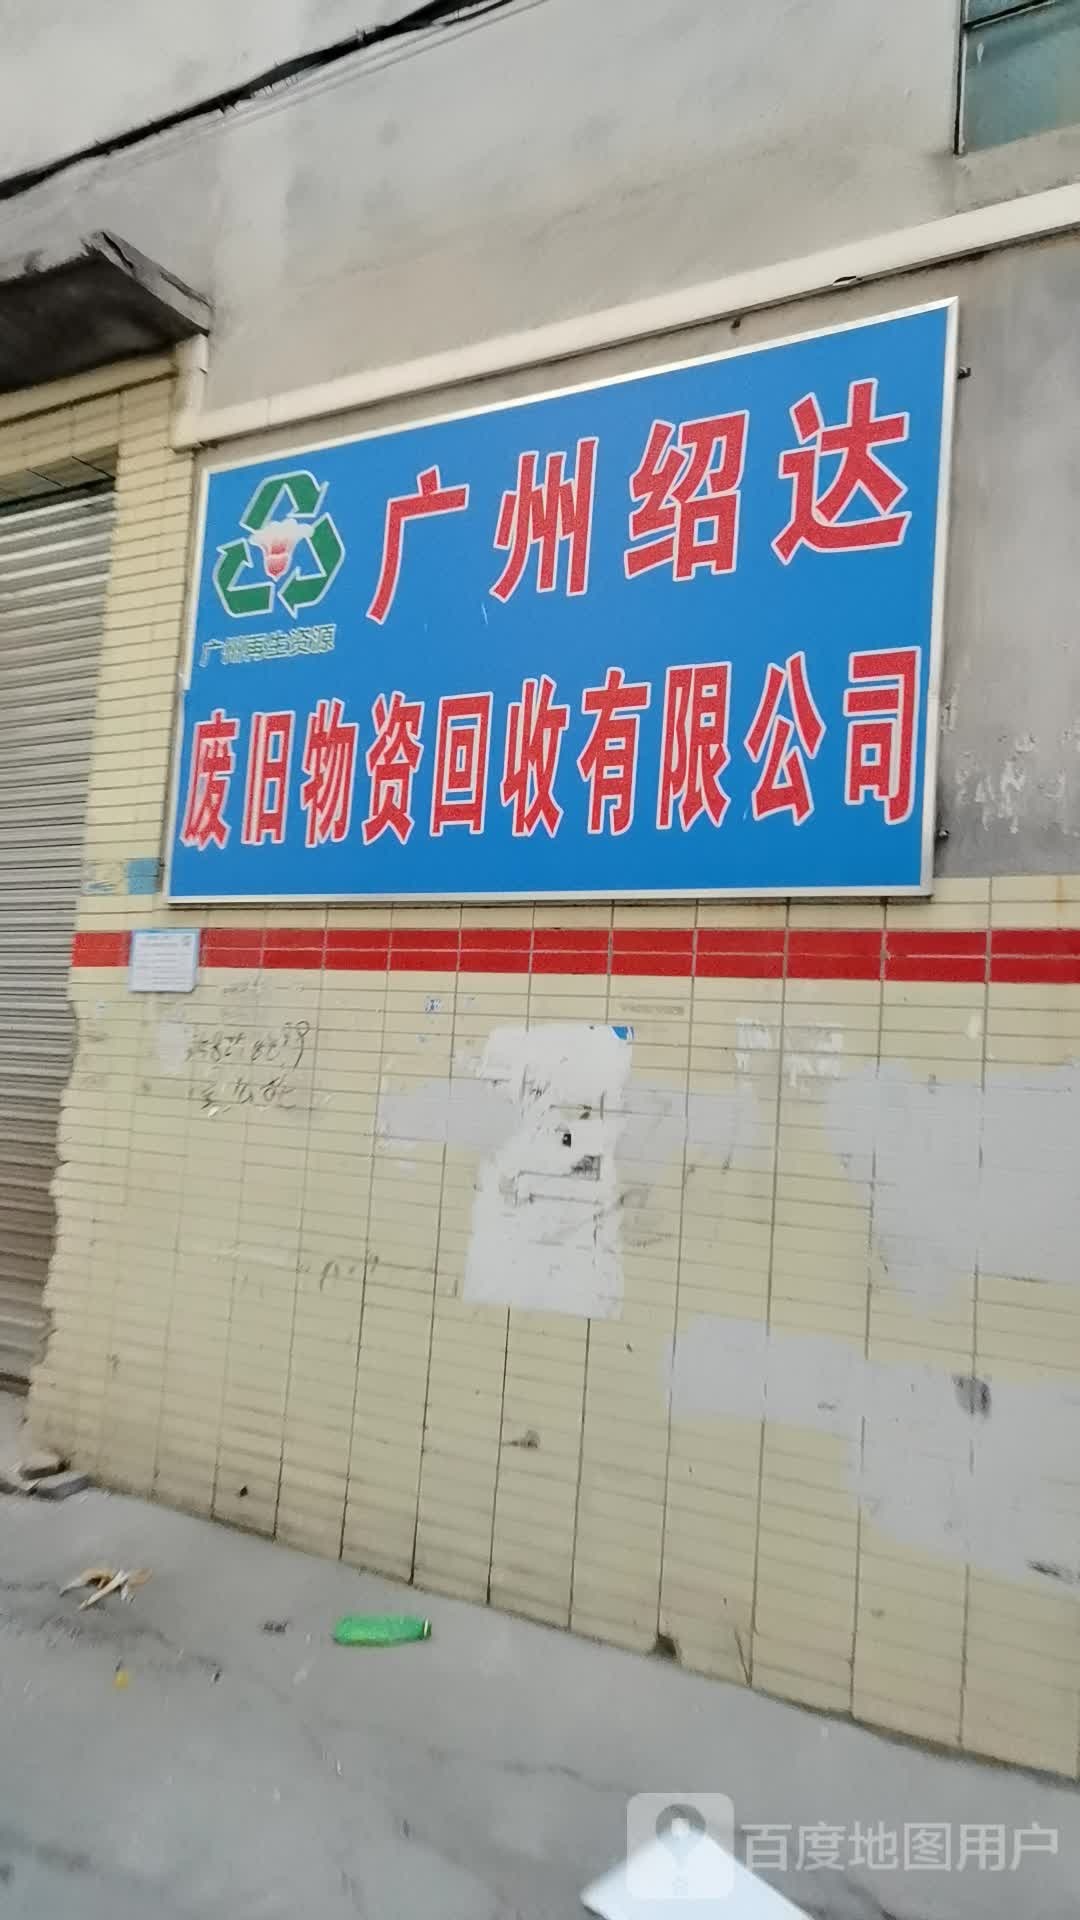 广州绍达
广州再生资源
废旧物资回收有限公司
百度地图用户